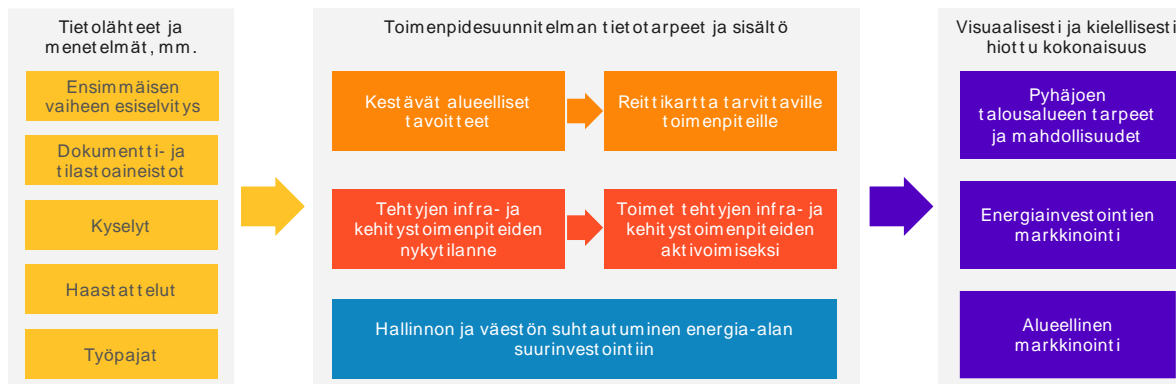 Tietolähteet ja
menetelmät, mm.
Ensimmäisen
vaiheen esiselvitys
Dokumentti- ja
tilastoaineistot
Kyselyt
Haastattelut
Työpajat
Toimenpidesuunnitelman tietotarpeet ja sisältö
Kestävät alueelliset
tavoitteet
Reittikartta tarvittaville
toimenpiteille
Tehtyjen infra- ja
kehitystoimenpiteiden
nykytilanne
Toimet tehtyjen infra- ja
kehitystoimenpiteiden
aktivoimiseksi
Hallinnon ja väestön suhtautuminen energia-alan
suurinvestointiin
Visuaalisesti ja kielellisesti
hiottu kokonaisuus
Pyhäjoen
talousalueen tarpeet
ja mahdollisuudet
Energiainvestointien
markkinointi
Alueellinen
markkinointi